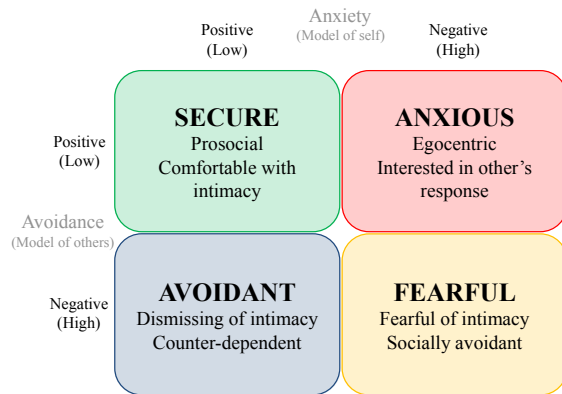 Anxiety
(Model of self)
Positive
(Low)
Negative
(High)
SECURE
Prosocial
Comfortable with
intimacy
ANXIOUS
Egocentric
Interested in other's
response
Positive
(Low)
Avoidance
(Model of others)
Negative
(High)
AVOIDANT
Dismissing of intimacy
Counter-dependent
FEARFUL
Fearful of intimacy
Socially avoidant